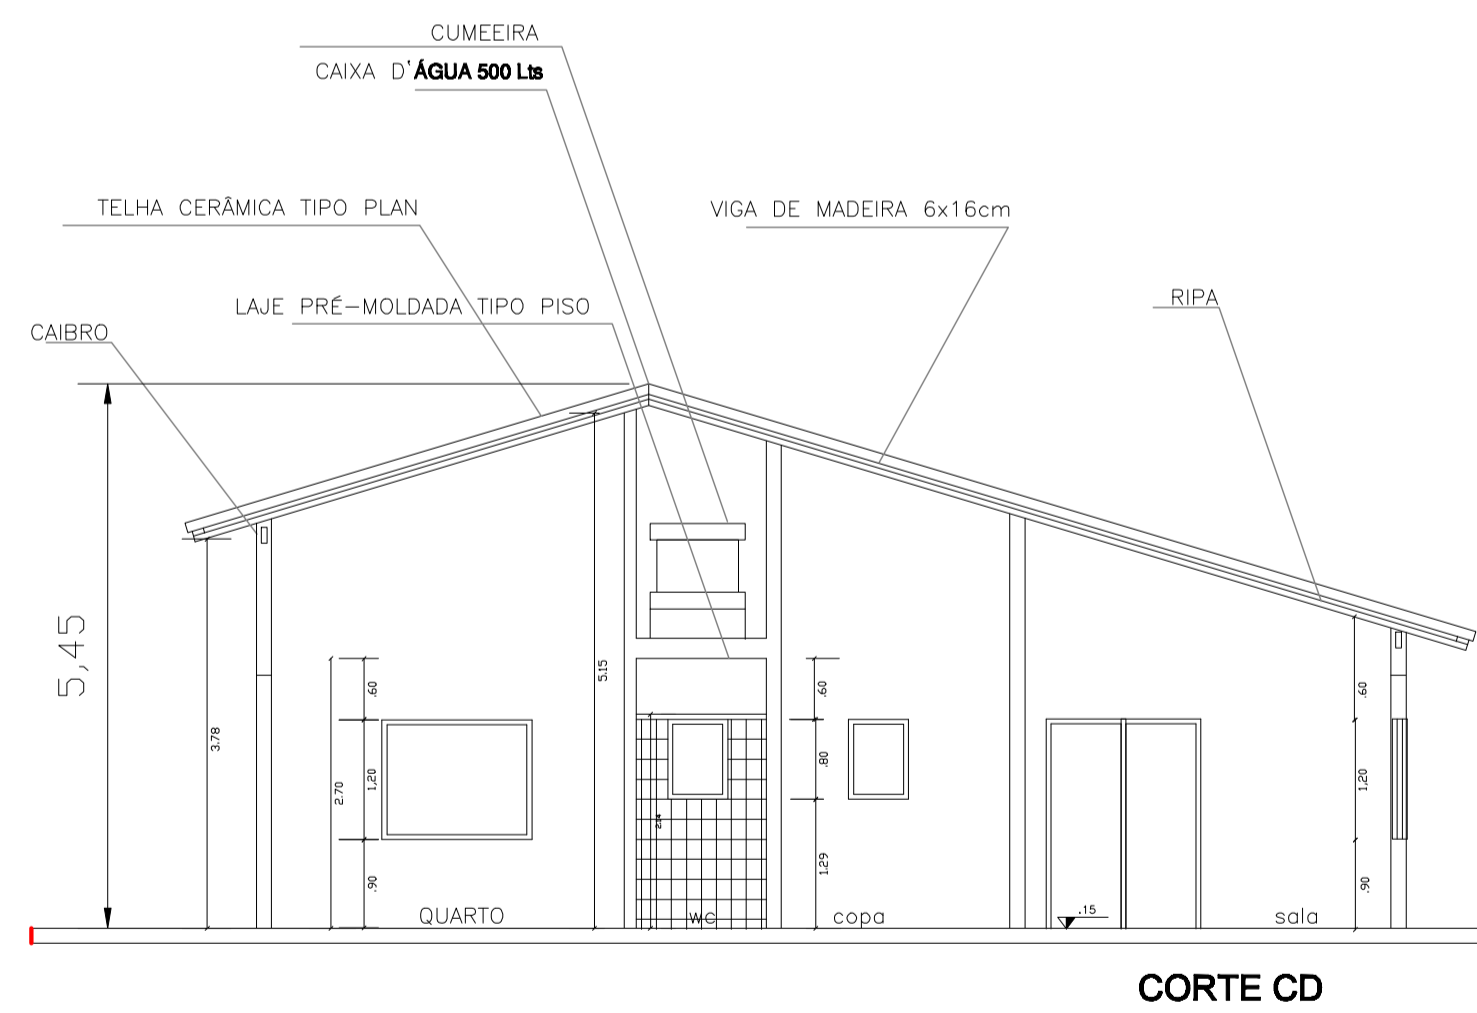 CUMEEIRA
CAIXA D'ÁGUA 500 Lts
TELHA CERÂMICA TIPO PLAN
VIGA DE MADEIRA 6x16cm
LAJE PRÉ-MOLDADA TIPO PISO
RIPA
CAIBRO
5,45
3.78
2.70
.60
1,20
.90
5.15
2.24
.60
.80
1.29
.60
1,20
.90
.15
QUARTO
wc
copa
sala
CORTE CD